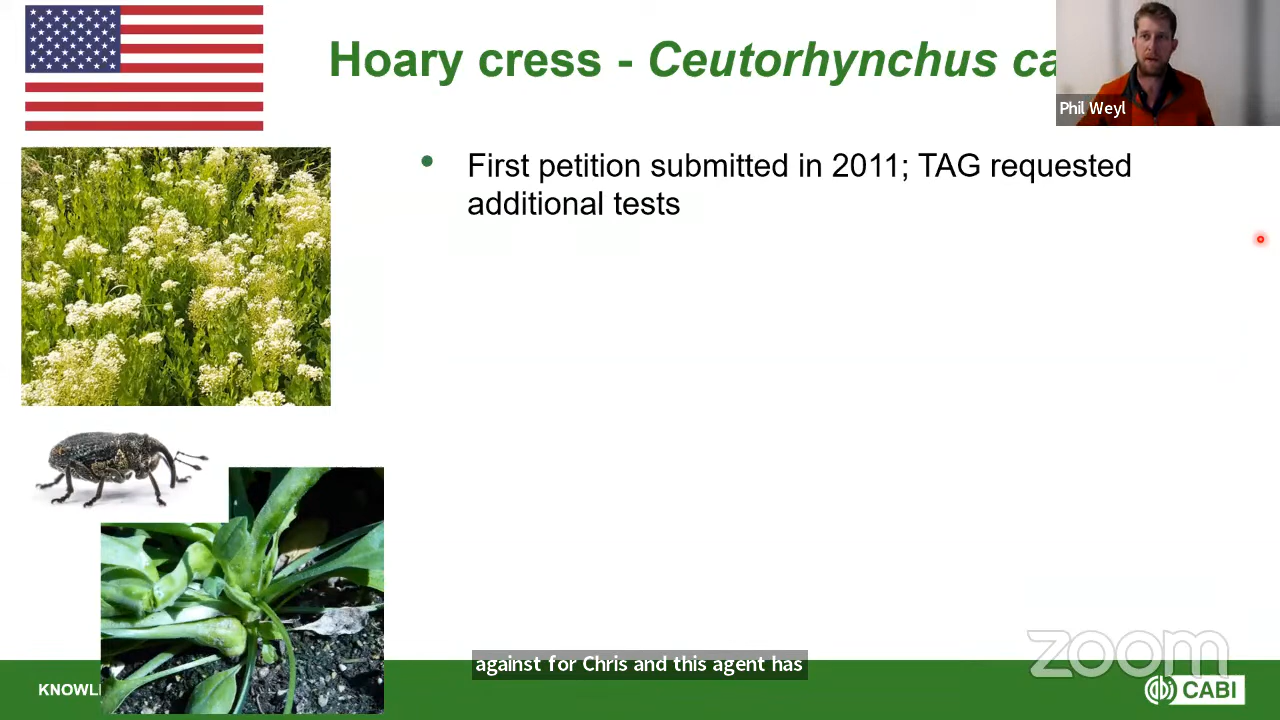 Hoary cress - Ceutorhynchus ca
Phil Weyl
• First petition submitted in 2011; TAG requested
additional tests
against for Chris and this agent has
zoom
KNOWL
CABI